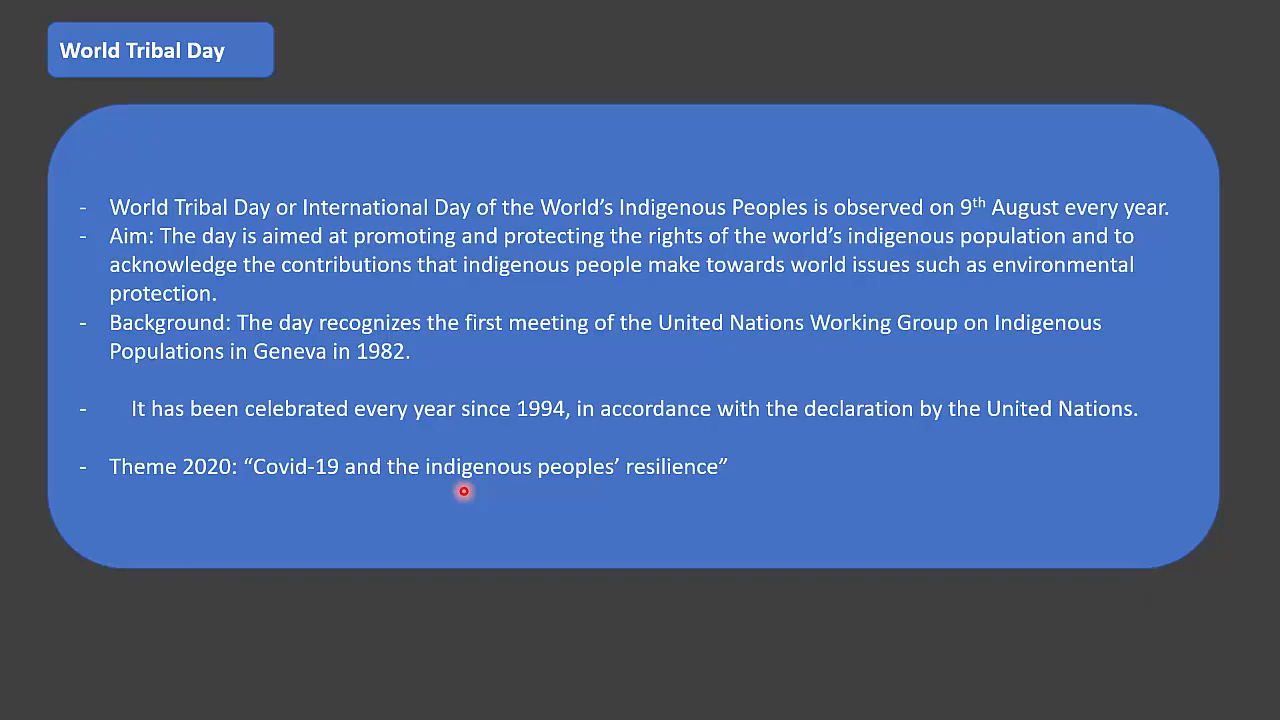 World Tribal Day
- World Tribal Day or International Day of the World’s Indigenous Peoples is observed on 9th August every year.
- Aim: The day is aimed at promoting and protecting the rights of the world’s indigenous population and to
acknowledge the contributions that indigenous people make towards world issues such as environmental
protection.
- Background: The day recognizes the first meeting of the United Nations Working Group on Indigenous
Populations in Geneva in 1982.
- It has been celebrated every year since 1994, in accordance with the declaration by the United Nations.
- Theme 2020: “Covid-19 and the indigenous peoples’ resilience”